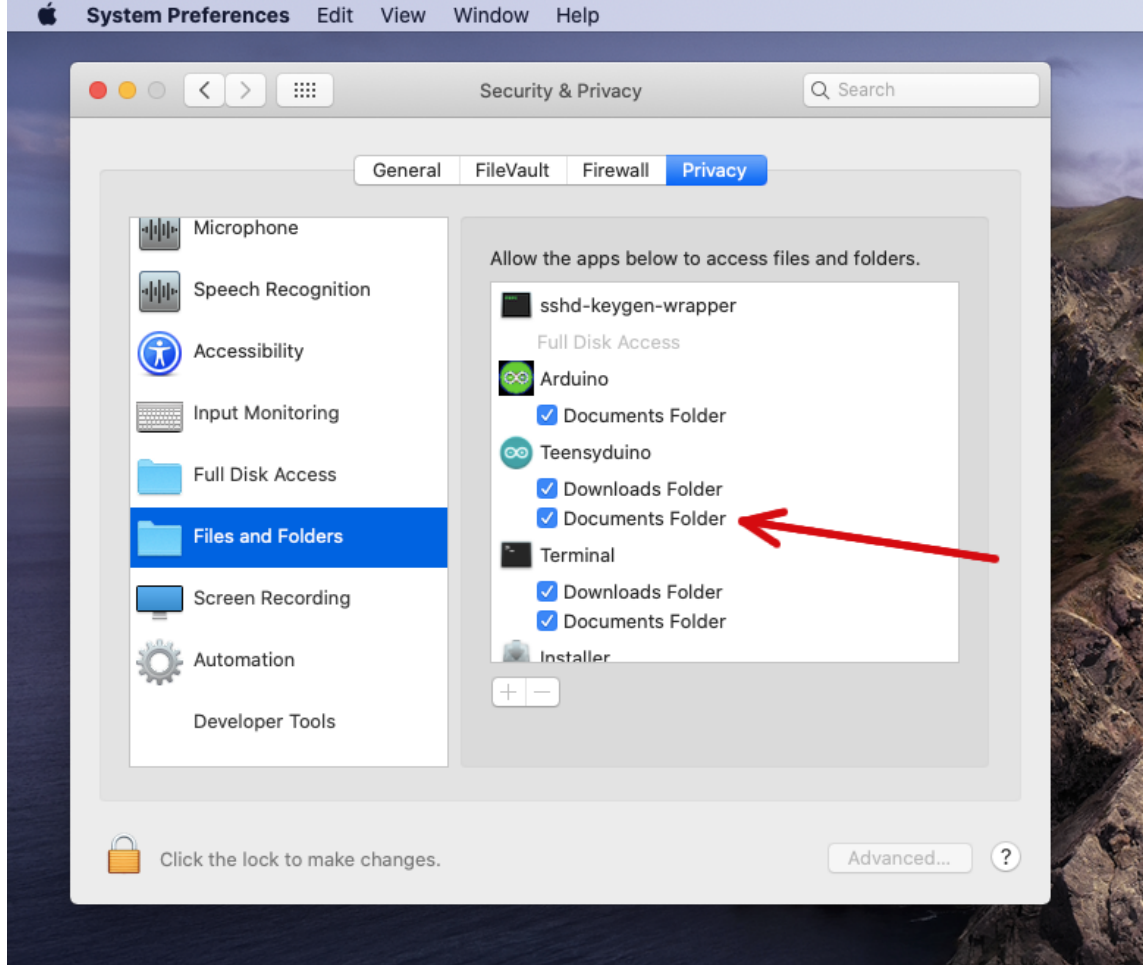 System Preferences Edit View Window Help
Security & Privacy
Search
General FileVault Firewall Privacy
Microphone
Speech Recognition
Accessibility
Input Monitoring
Full Disk Access
Files and Folders
Screen Recording
Automation
Developer Tools
Allow the apps below to access files and folders.
sshd-keygen-wrapper
Full Disk Access
Arduino
Documents Folder
Teensyduino
Downloads Folder
Documents Folder
Terminal
Downloads Folder
Documents Folder
Installer
+ −
Click the lock to make changes.
Advanced...
?